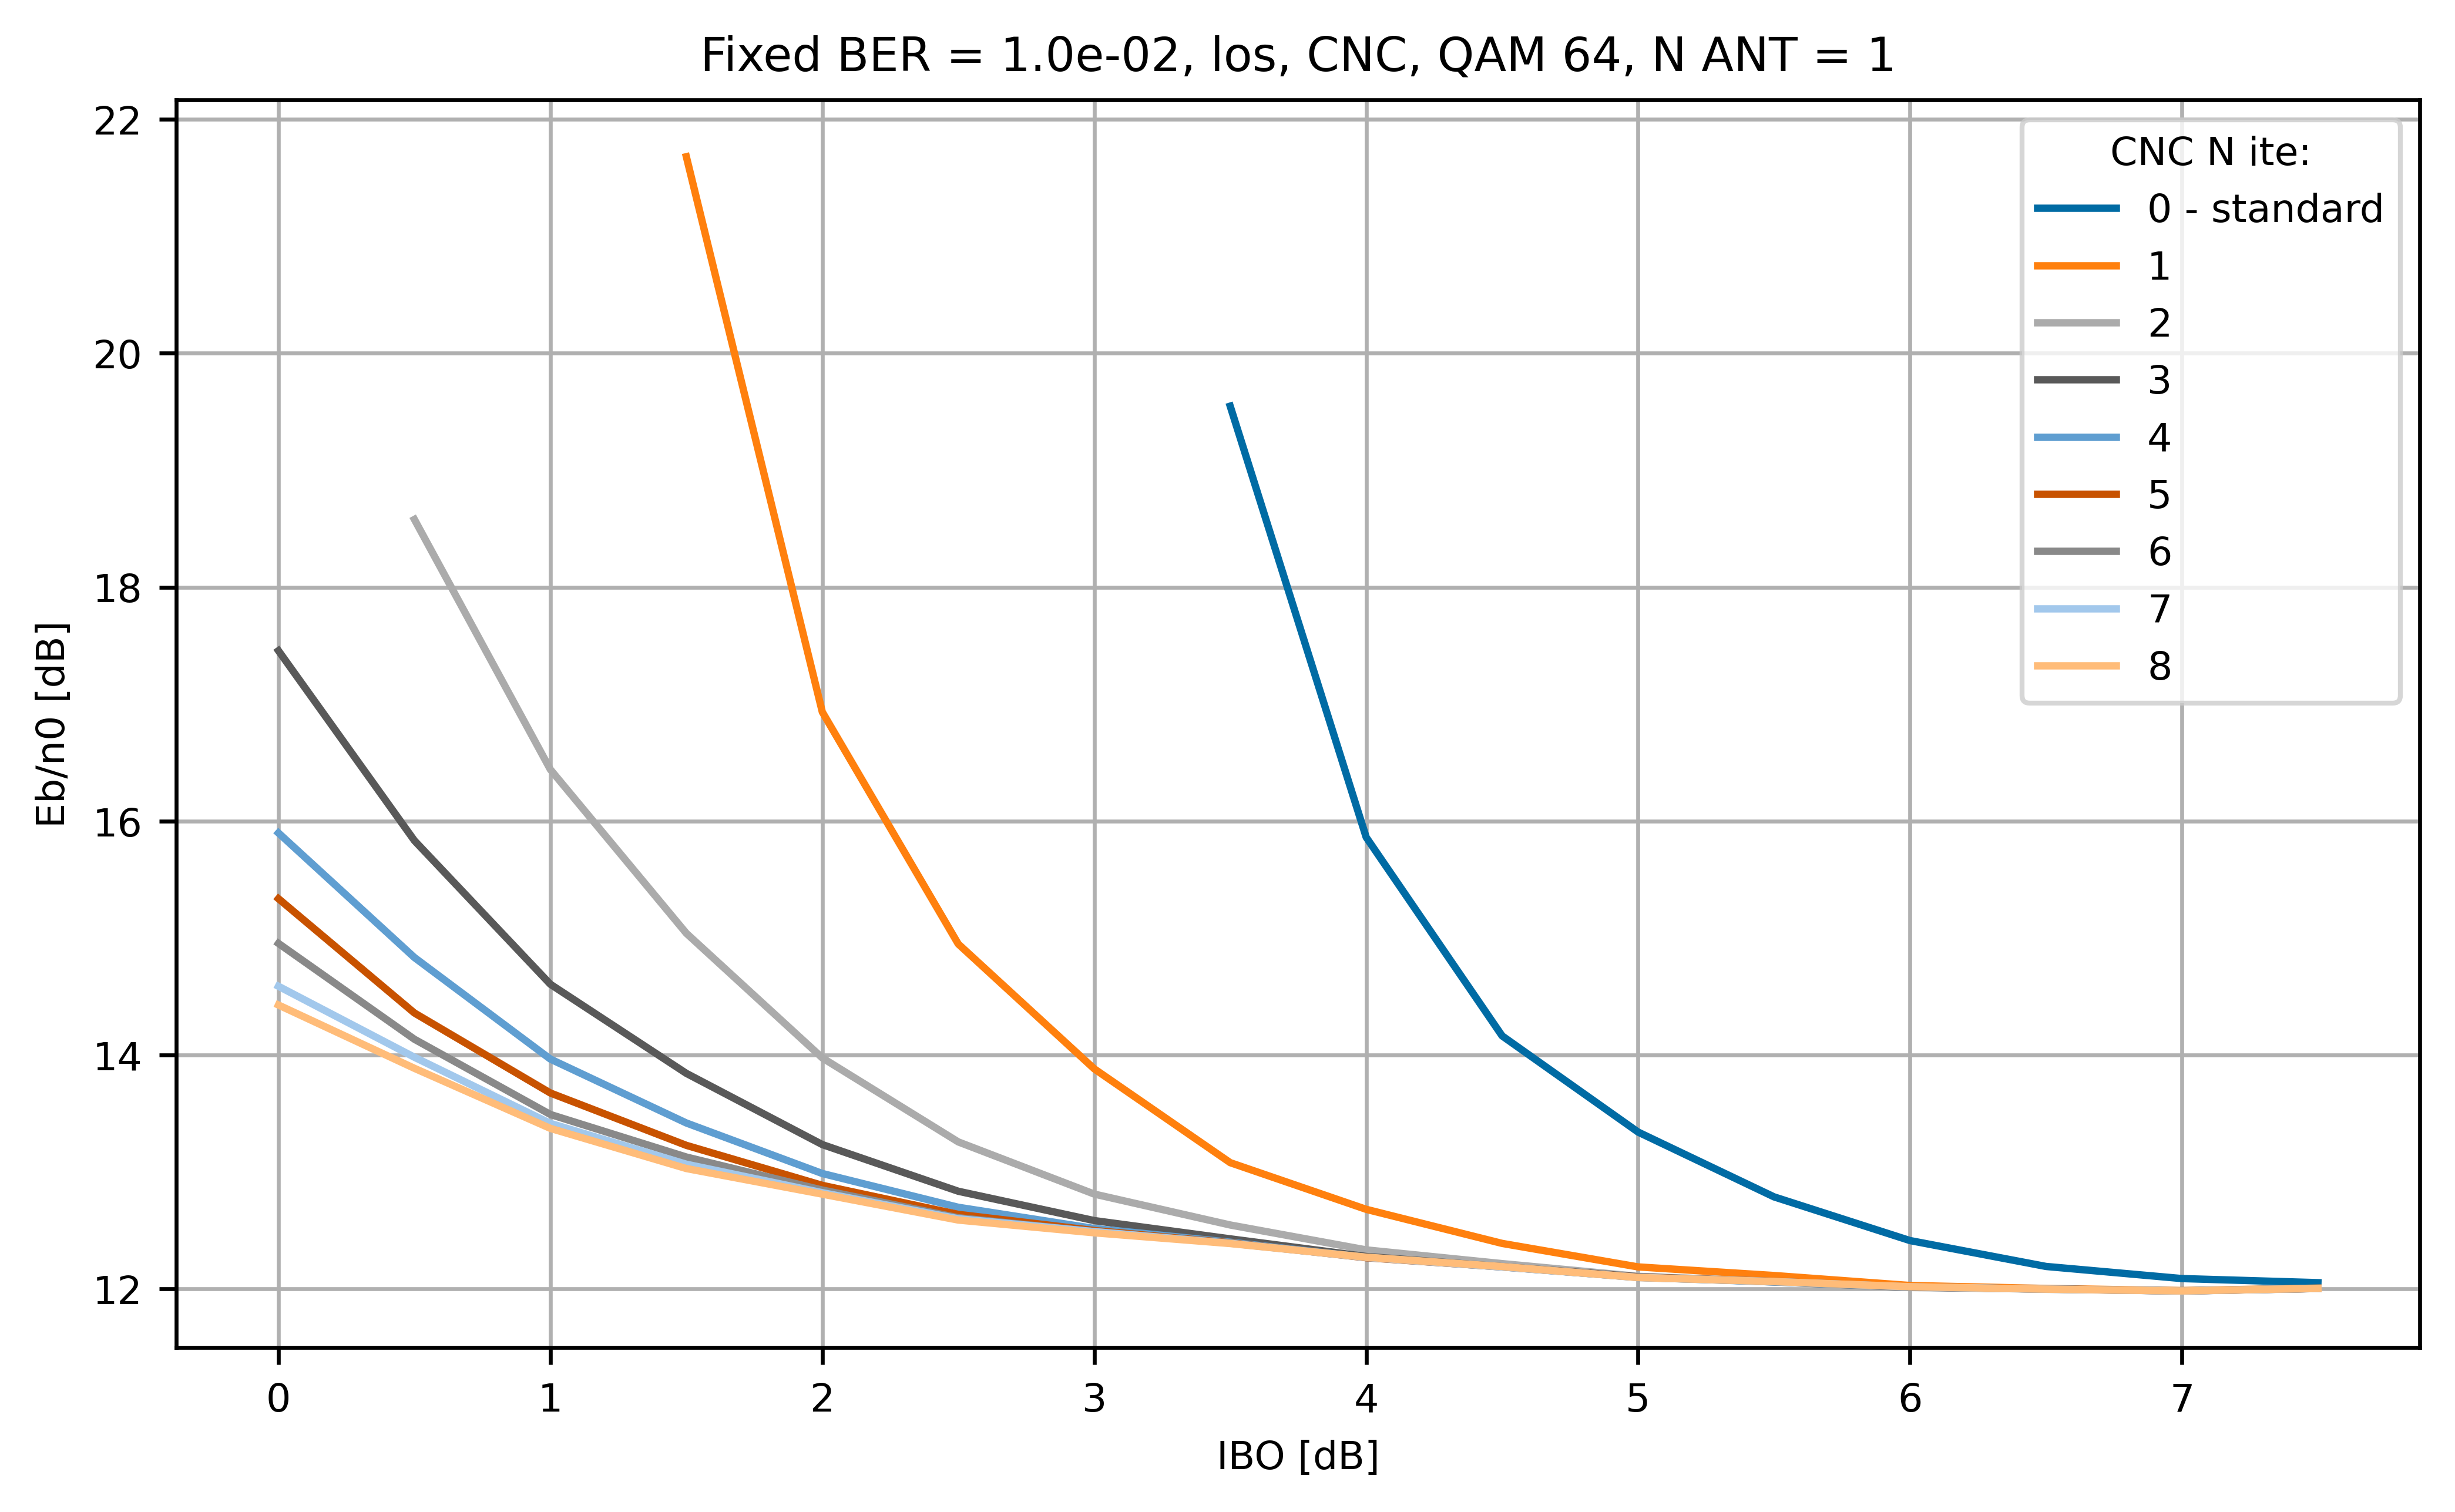 Fixed BER = 1.0e-02, los, CNC, QAM 64, N ANT = 1
22
20
18
16
14
12
Eb/n0 [dB]
CNC N ite:
0 - standard
1
2
3
4
5
6
7
8
0 1 2 3 4 5 6 7
IBO [dB]